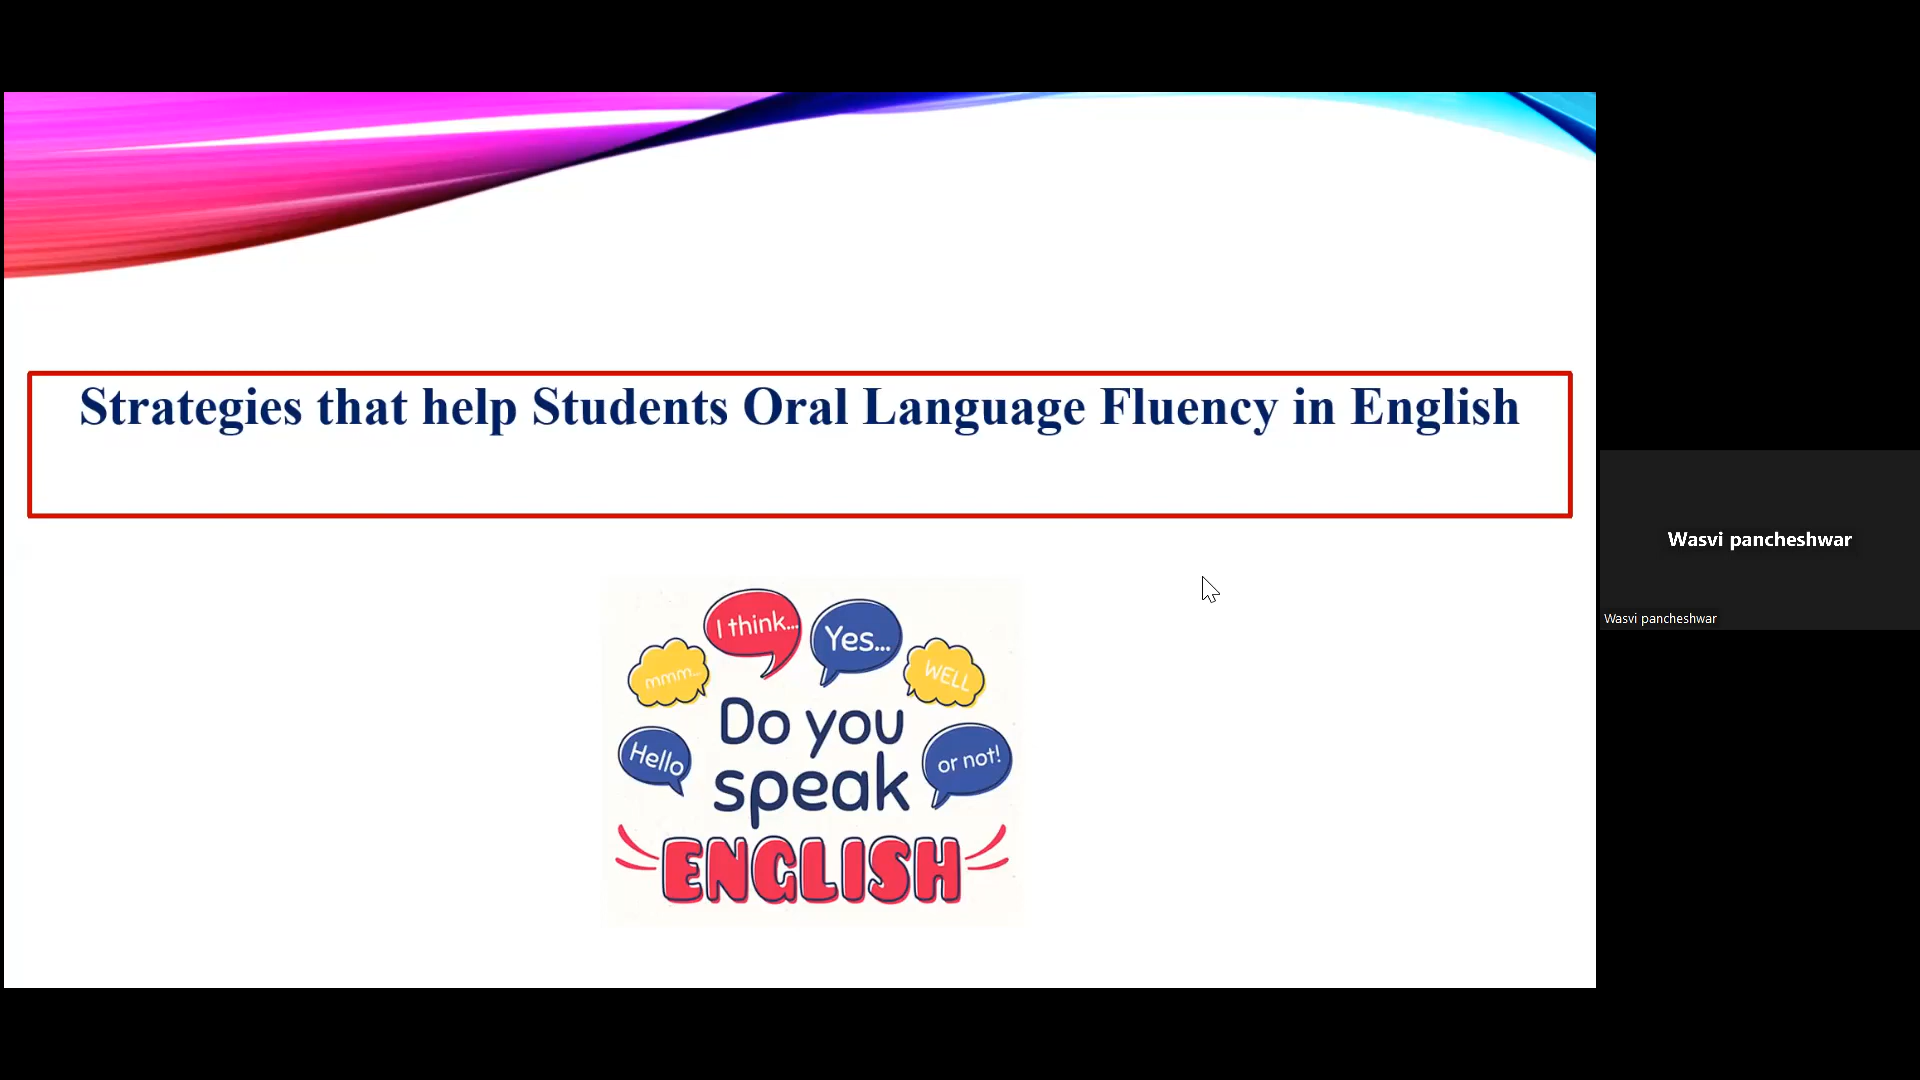 Strategies that help Students Oral Language Fluency in English
I think...
Yes...
mmm...
WELL
Do you
Hello
or not!
speak
ENGLISH
Wasvi pancheshwar
Wasvi pancheshwar